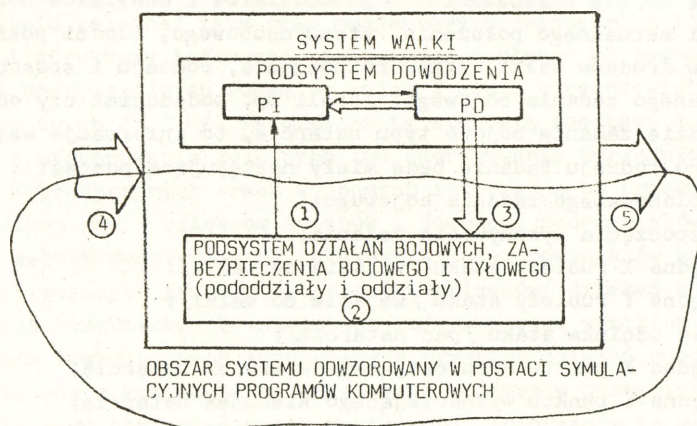 SYSTEM WALKI
PODSYSTEM DOWODZENIA
PI
PD
①
③
④
⑤
PODSYSTEM DZIAŁAŃ BOJOWYCH, ZA-
BEZPIECZENIA BOJOWEGO I TYŁOWEGO
(pododdziały i oddziały)
②
OBSZAR SYSTEMU ODWZOROWANY W POSTACI SYMULA-
CYJNYCH PROGRAMÓW KOMPUTEROWYCH